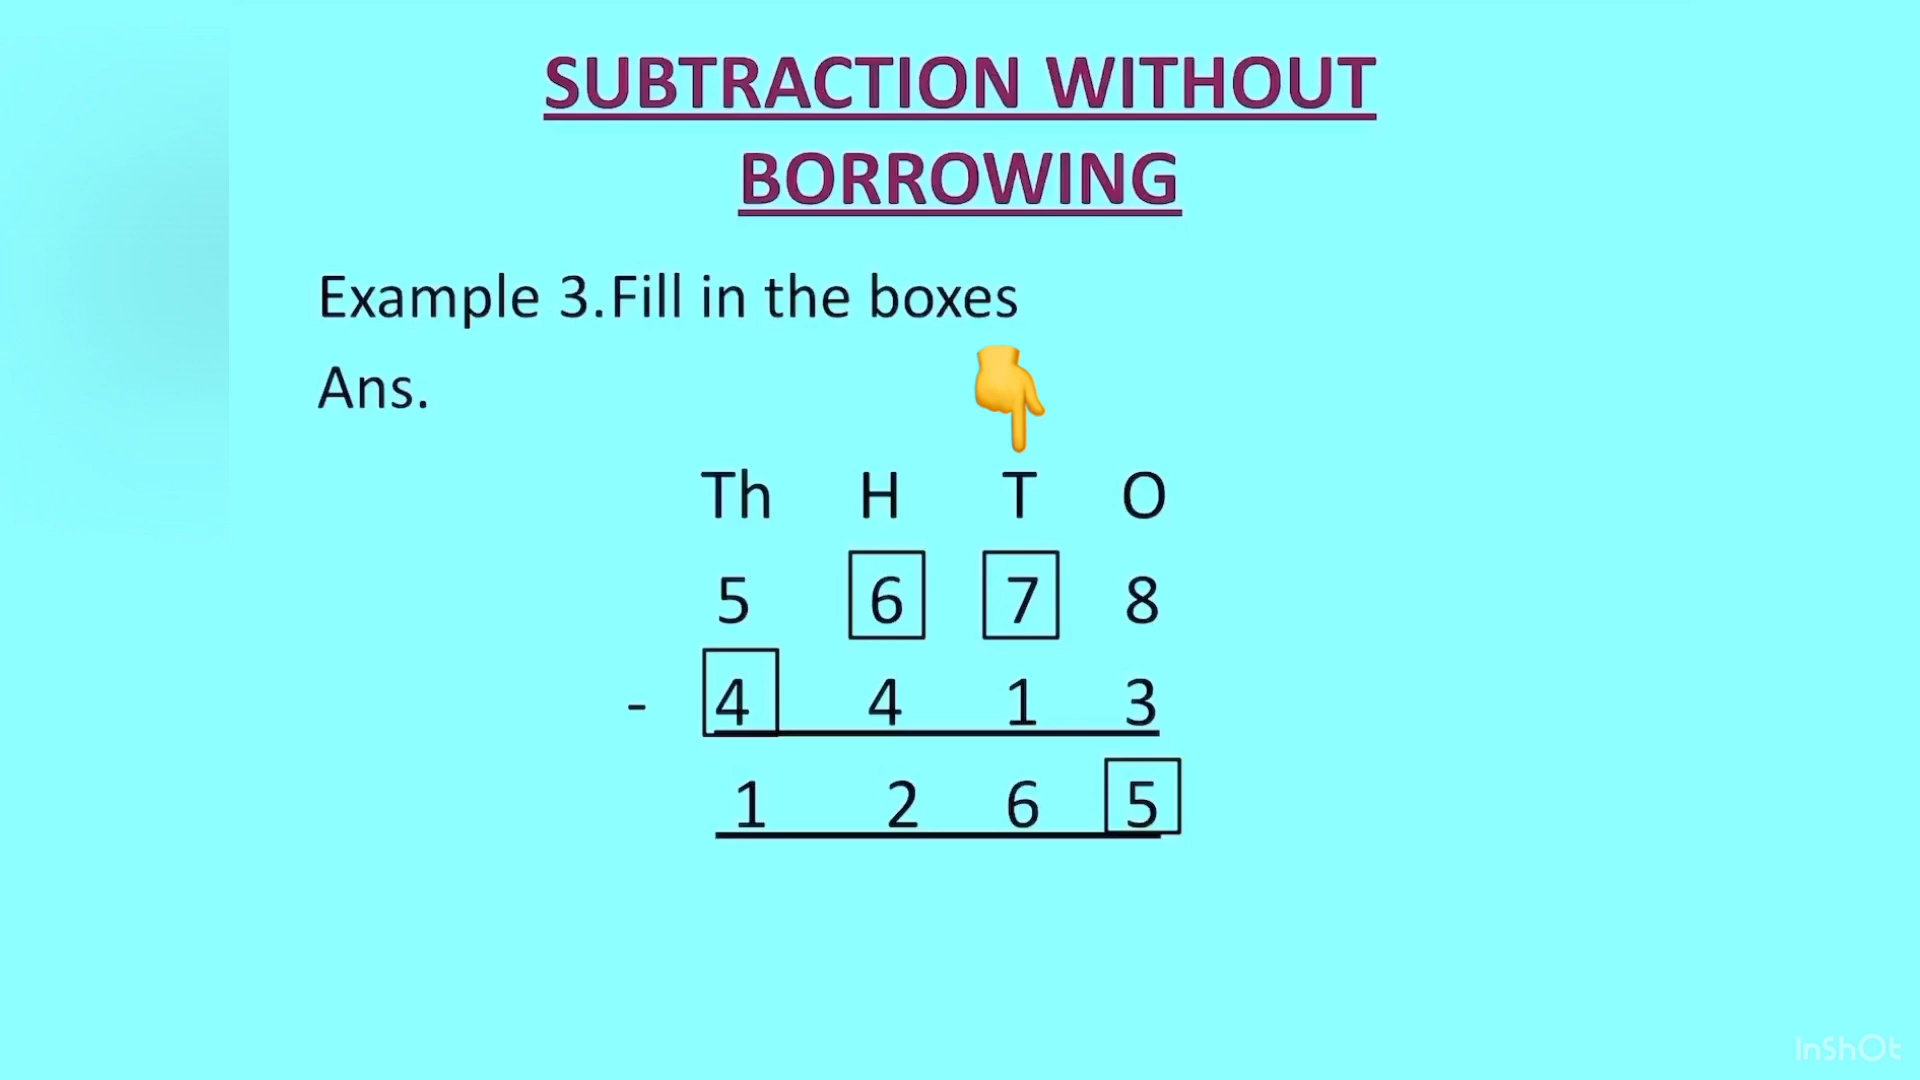 SUBTRACTION WITHOUT
BORROWING
Example 3.Fill in the boxes
Ans.
Th H T O
5 6 7 8
- 4 4 1 3
1 2 6 5
InShOt